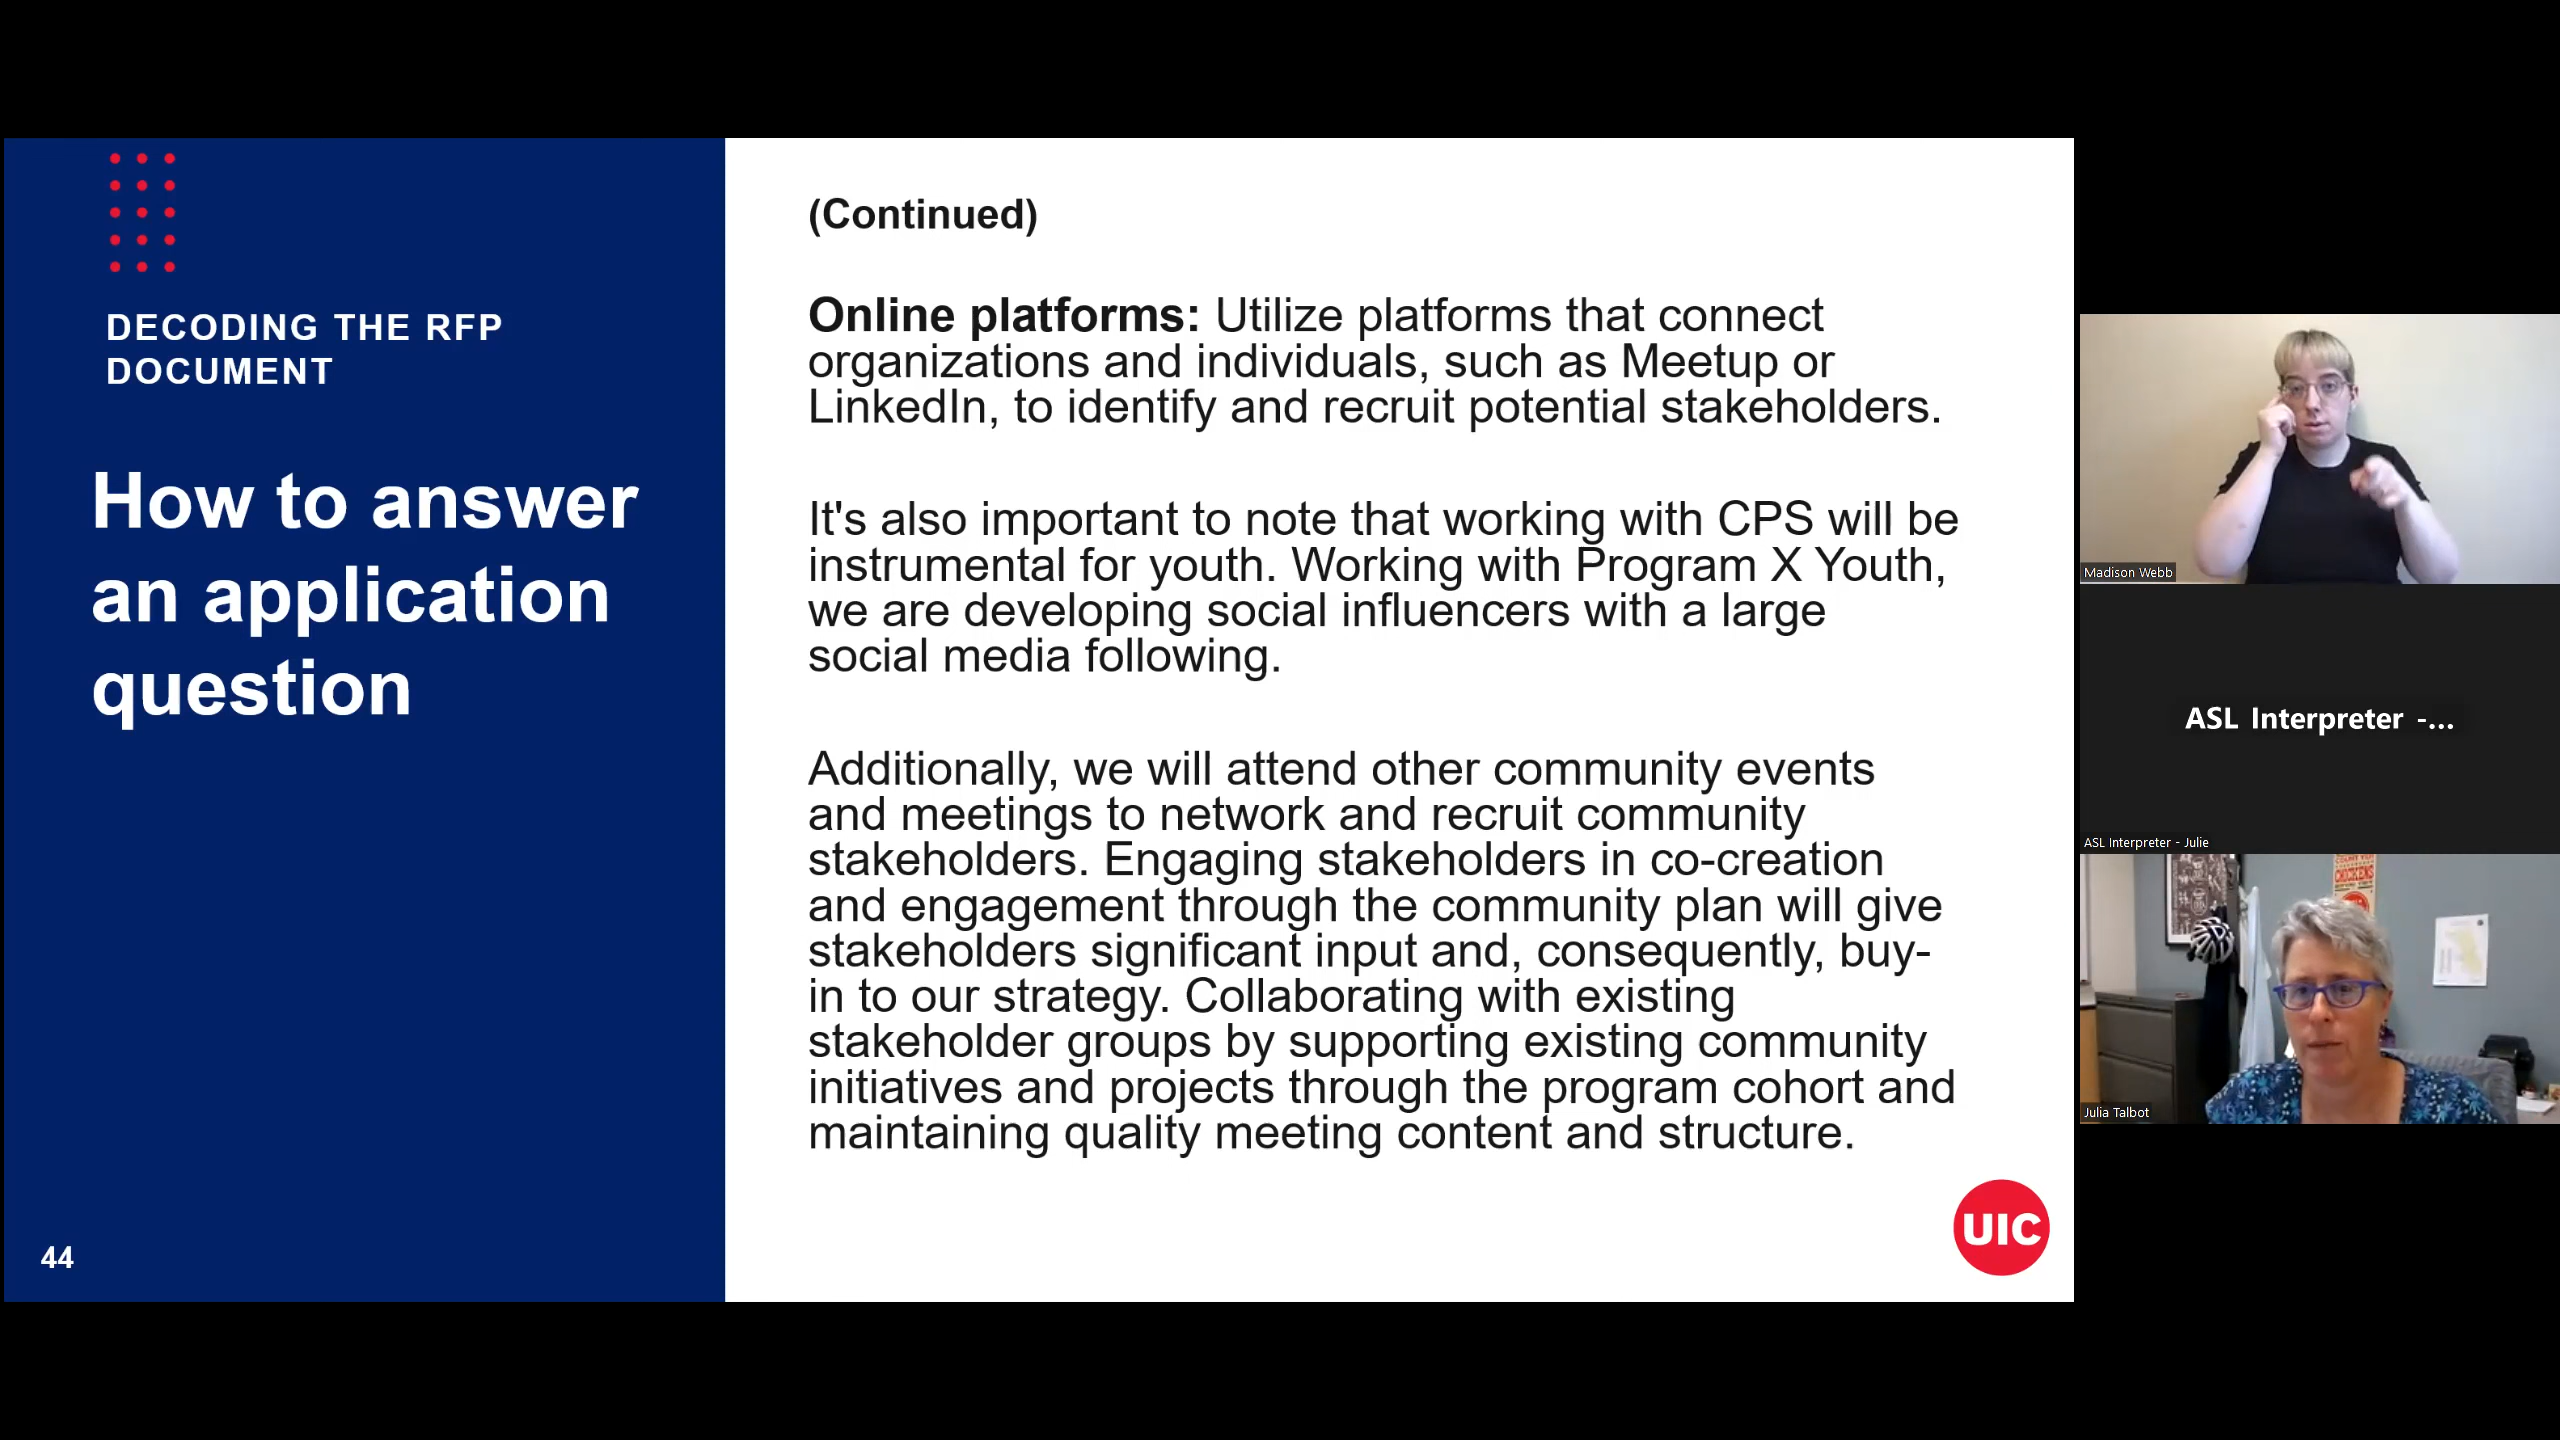 DECODING THE RFP
DOCUMENT
How to answer
an application
question
44
(Continued)
Online platforms: Utilize platforms that connect
organizations and individuals, such as Meetup or
LinkedIn, to identify and recruit potential stakeholders.
It's also important to note that working with CPS will be
instrumental for youth. Working with Program X Youth,
we are developing social influencers with a large
social media following.
Additionally, we will attend other community events
and meetings to network and recruit community
stakeholders. Engaging stakeholders in co-creation
and engagement through the community plan will give
stakeholders significant input and, consequently, buy-
in to our strategy. Collaborating with existing
stakeholder groups by supporting existing community
initiatives and projects through the program cohort and
maintaining quality meeting content and structure.
UIC
Madison Webb
ASL Interpreter -...
ASL Interpreter - Julie
CHICKENS
Julia Talbot